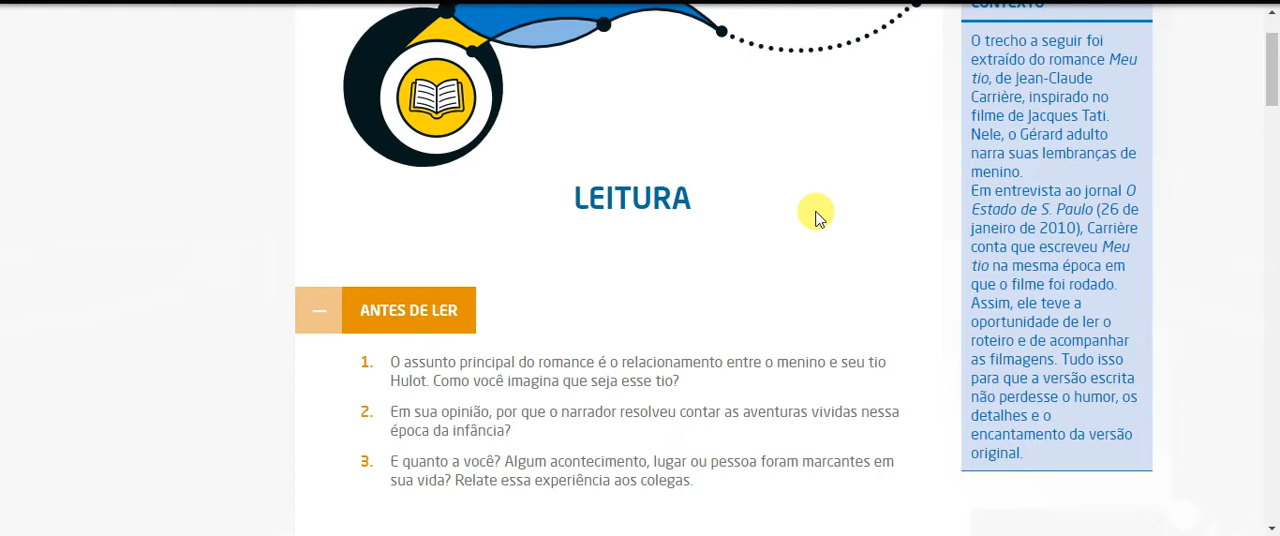 LEITURA
ANTES DE LER
1. O assunto principal do romance é o relacionamento entre o menino e seu tio
Hulot. Como você imagina que seja esse tio?
2. Em sua opinião, por que o narrador resolveu contar as aventuras vividas nessa
época da infância?
3. E quanto a você? Algum acontecimento, lugar ou pessoa foram marcantes em
sua vida? Relate essa experiência aos colegas.
CONTEXTO
O trecho a seguir foi
extraído do romance Meu
tio, de Jean-Claude
Carrière, inspirado no
filme de Jacques Tati.
Nele, o Gérard adulto
narra suas lembranças de
menino.
Em entrevista ao jornal O
Estado de S. Paulo (26 de
janeiro de 2010), Carrière
conta que escreveu Meu
tio na mesma época em
que o filme foi rodado.
Assim, ele teve a
oportunidade de ler o
roteiro e de acompanhar
as filmagens. Tudo isso
para que a versão escrita
não perdesse o humor, os
detalhes e o
encantamento da versão
original.